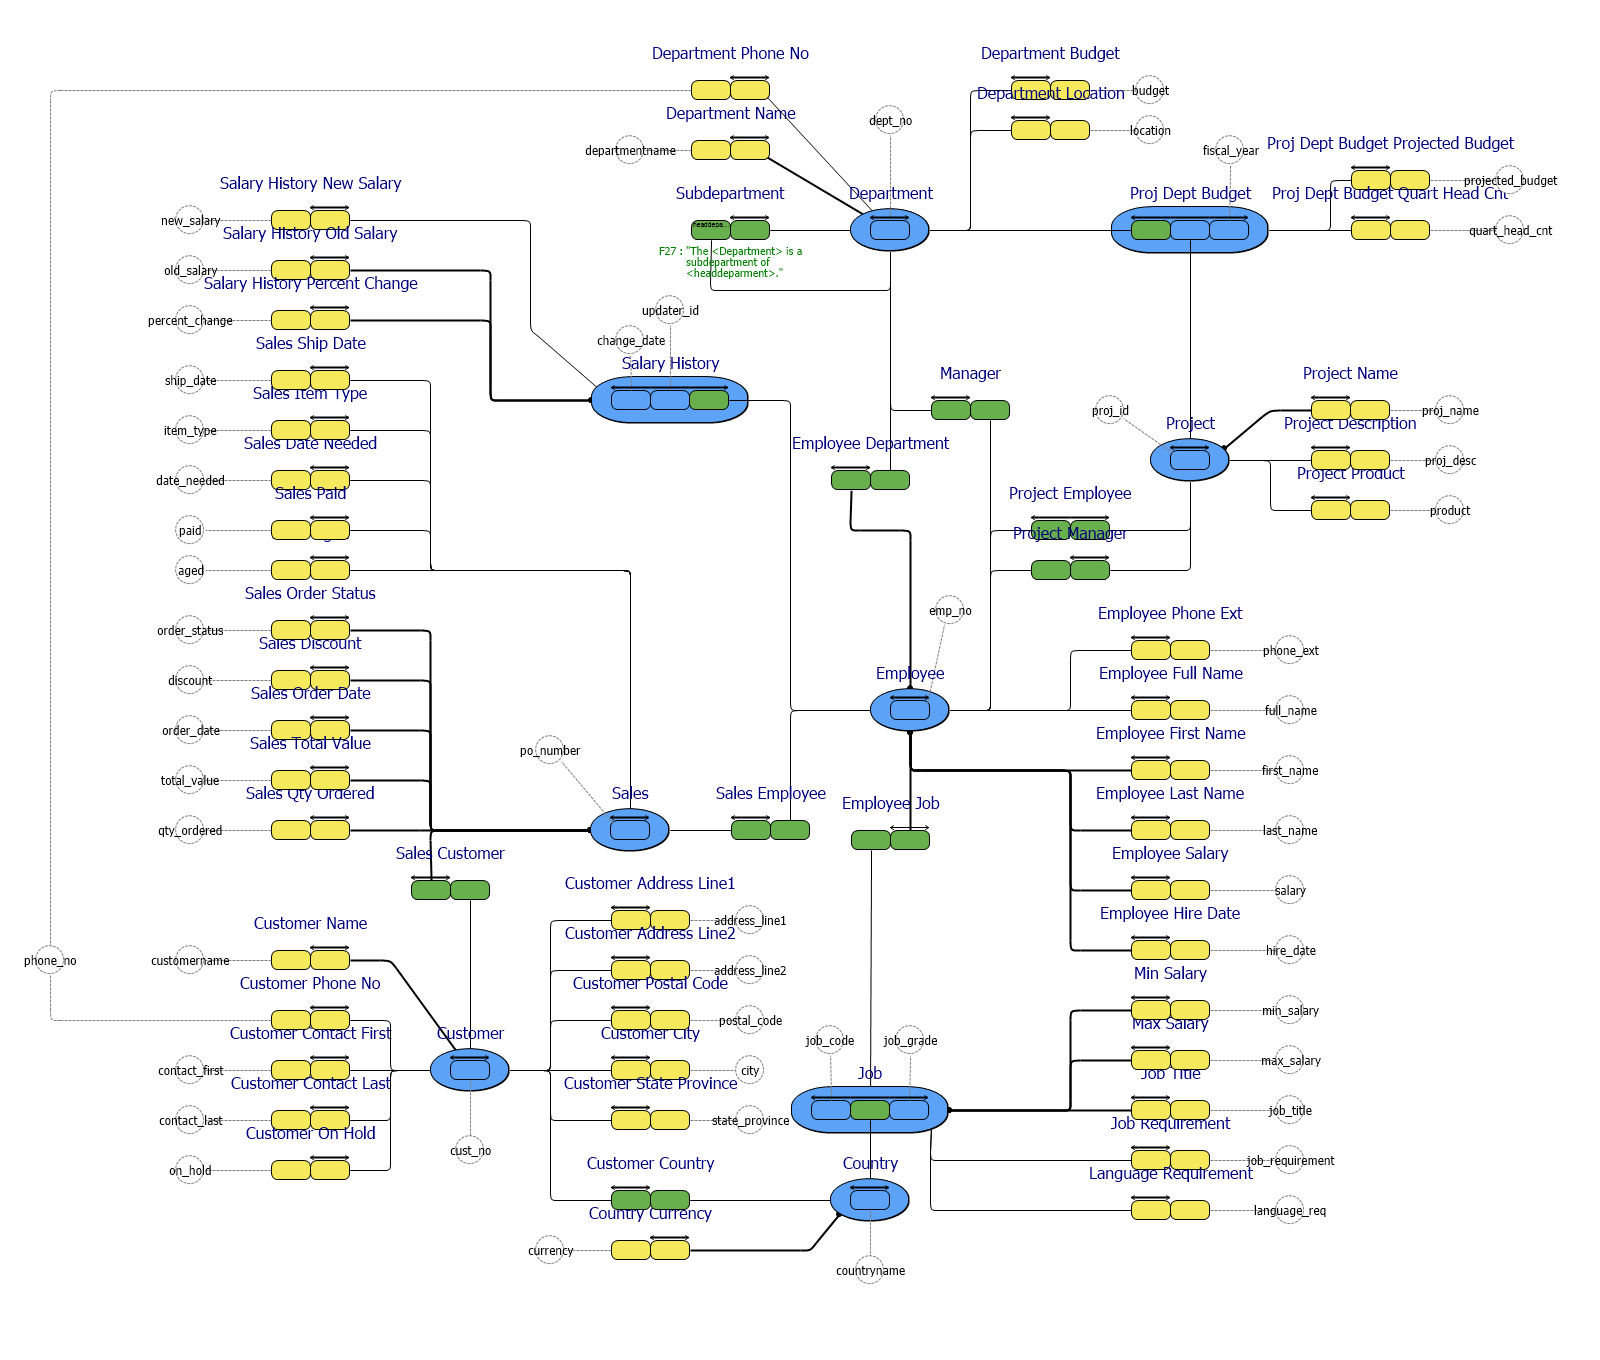 Department Phone No
Department Budget
budget
Department Location
Department Name
dept_no
location
departmentname
fiscal_year
Proj Dept Budget Projected Budget
projected_budget
Salary History New Salary
Subdepartment
Department
Proj Dept Budget
Proj Dept Budget Quart Head Cnt
new_salary
headdepa...
quart_head_cnt
Salary History Old Salary
F27 : "The <Department> is a
subdepartment of
<headdeparment>."
old_salary
Salary History Percent Change
updater_id
percent_change
change_date
Sales Ship Date
Salary History
Manager
Project Name
ship_date
Sales Item Type
proj_id
proj_name
item_type
Project
Project Description
Sales Date Needed
Employee Department
proj_desc
date_needed
Project Product
Sales Paid
Project Employee
product
paid
Project Manager
aged
Sales Order Status
emp_no
Employee Phone Ext
order_status
Sales Discount
phone_ext
discount
Employee
Employee Full Name
Sales Order Date
full_name
order_date
Employee First Name
Sales Total Value
po_number
first_name
total_value
Sales Qty Ordered
Sales
Sales Employee
Employee Job
Employee Last Name
qty_ordered
last_name
Sales Customer
Employee Salary
Customer Address Line1
salary
Customer Name
address_line1
Employee Hire Date
Customer Address Line2
phone_no
customername
hire_date
address_line2
Min Salary
Customer Phone No
Customer Postal Code
min_salary
postal_code
Max Salary
Customer Contact First
Customer
Customer City
job_code
job_grade
contact_first
city
max_salary
Customer Contact Last
Customer State Province
Job
Job Title
contact_last
state_province
job_title
Customer On Hold
Job Requirement
cust_no
Customer Country
Country
job_requirement
on_hold
Language Requirement
Country Currency
language_req
currency
countryname